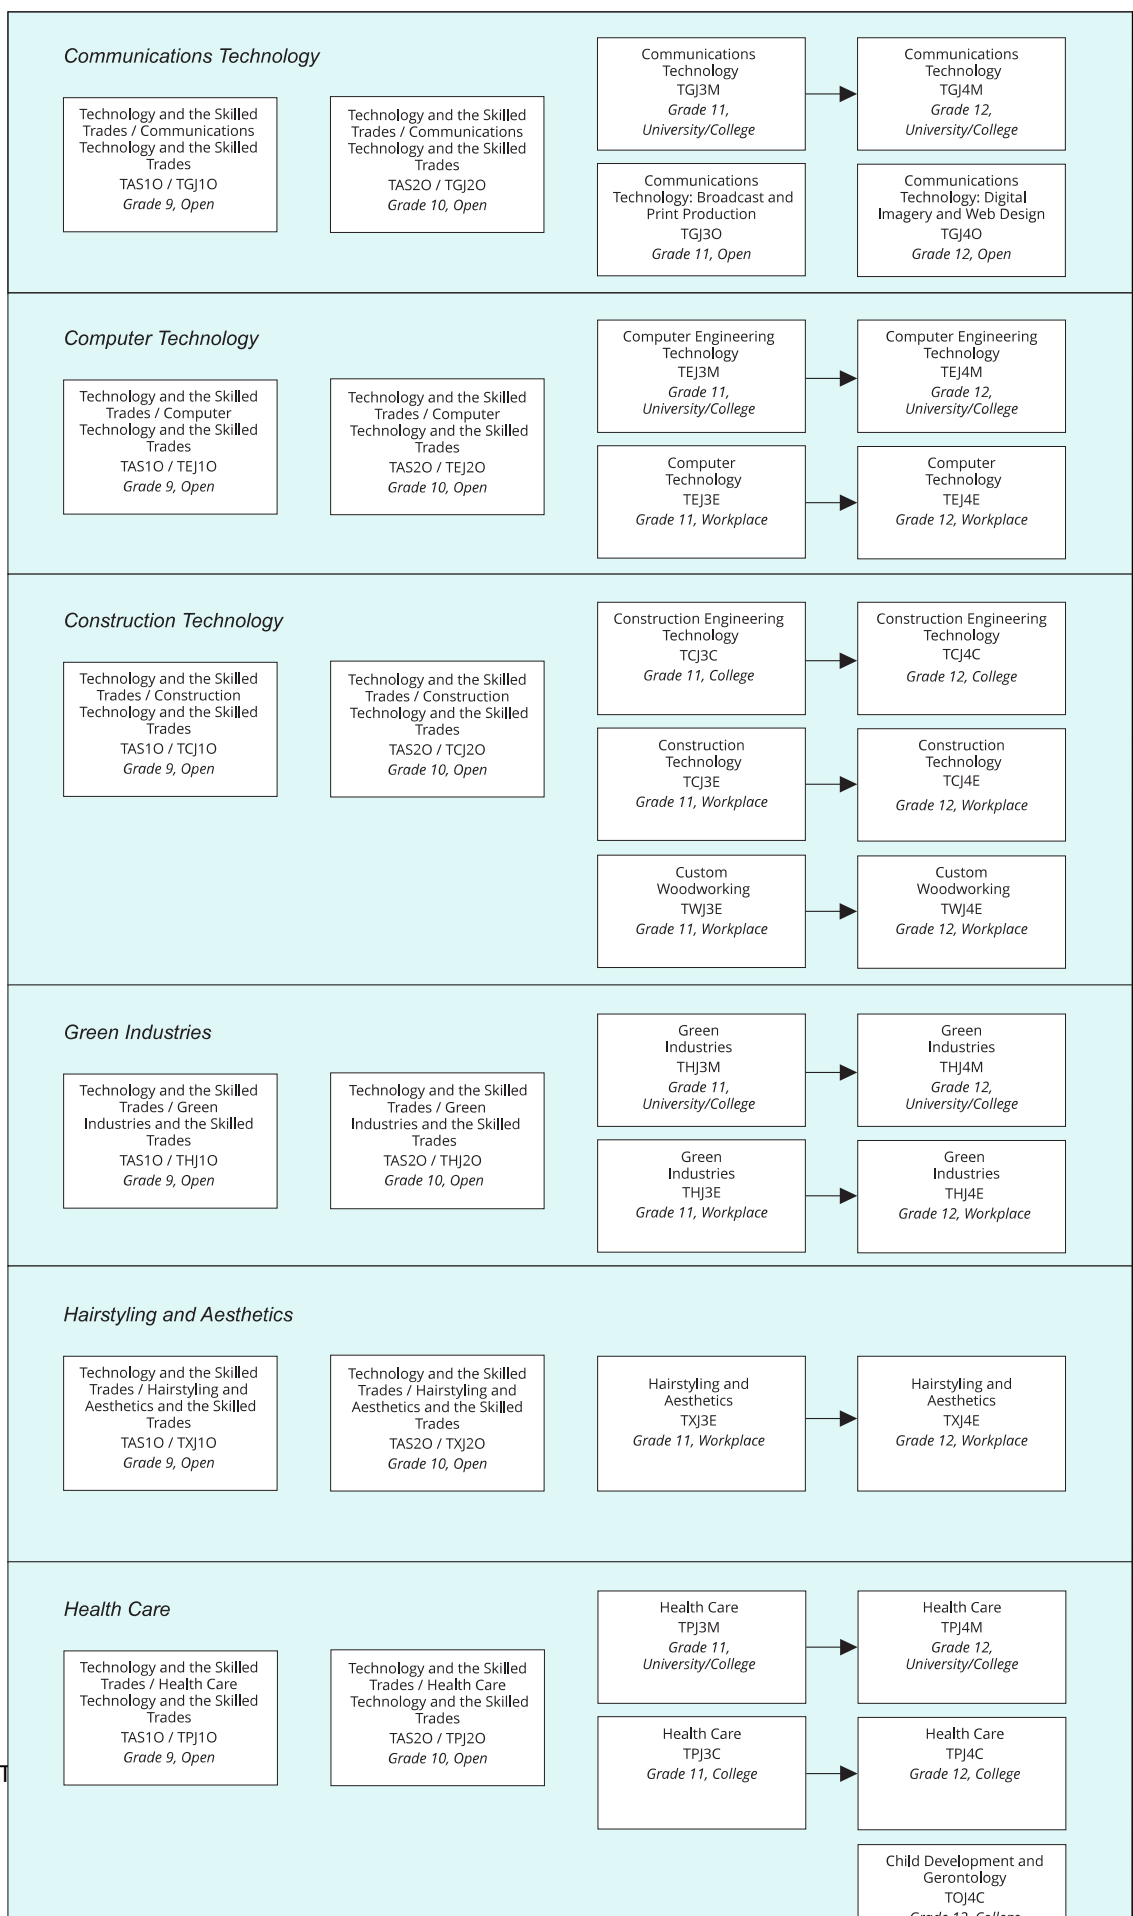 Communications Technology
Technology and the Skilled
Trades / Communications
Technology and the Skilled
Trades
TAS1O / TGJ1O
Grade 9, Open
Technology and the Skilled
Trades / Communications
Technology and the Skilled
Trades
TAS2O / TGJ2O
Grade 10, Open
Communications
Technology
TGJ3M
Grade 11,
University/College
Communications
Technology
TGJ4M
Grade 12,
University/College
Communications
Technology: Broadcast and
Print Production
TGJ3O
Grade 11, Open
Communications
Technology: Digital
Imagery and Web Design
TGJ4O
Grade 12, Open
Computer Technology
Technology and the Skilled
Trades / Computer
Technology and the Skilled
Trades
TAS1O / TEJ1O
Grade 9, Open
Technology and the Skilled
Trades / Computer
Technology and the Skilled
Trades
TAS2O / TEJ2O
Grade 10, Open
Computer Engineering
Technology
TEJ3M
Grade 11,
University/College
Computer Engineering
Technology
TEJ4M
Grade 12,
University/College
Computer
Technology
TEJ3E
Grade 11, Workplace
Computer
Technology
TEJ4E
Grade 12, Workplace
Construction Technology
Technology and the Skilled
Trades / Construction
Technology and the Skilled
Trades
TAS1O / TCJ1O
Grade 9, Open
Technology and the Skilled
Trades / Construction
Technology and the Skilled
Trades
TAS2O / TCJ2O
Grade 10, Open
Construction Engineering
Technology
TCJ3C
Grade 11, College
Construction Engineering
Technology
TCJ4C
Grade 12, College
Construction
Technology
TCJ3E
Grade 11, Workplace
Construction
Technology
TCJ4E
Grade 12, Workplace
Custom
Woodworking
TWJ3E
Grade 11, Workplace
Custom
Woodworking
TWJ4E
Grade 12, Workplace
Green Industries
Technology and the Skilled
Trades / Green
Industries and the Skilled
Trades
TAS1O / THJ1O
Grade 9, Open
Technology and the Skilled
Trades / Green
Industries and the Skilled
Trades
TAS2O / THJ2O
Grade 10, Open
Green
Industries
THJ3M
Grade 11,
University/College
Green
Industries
THJ4M
Grade 12,
University/College
Green
Industries
THJ3E
Grade 11, Workplace
Green
Industries
THJ4E
Grade 12, Workplace
Hairstyling and Aesthetics
Technology and the Skilled
Trades / Hairstyling and
Aesthetics and the Skilled
Trades
TAS1O / TXJ1O
Grade 9, Open
Technology and the Skilled
Trades / Hairstyling and
Aesthetics and the Skilled
Trades
TAS2O / TXJ2O
Grade 10, Open
Hairstyling and
Aesthetics
TXJ3E
Grade 11, Workplace
Hairstyling and
Aesthetics
TXJ4E
Grade 12, Workplace
Health Care
Technology and the Skilled
Trades / Health Care
Technology and the Skilled
Trades
TAS1O / TPJ1O
Grade 9, Open
Technology and the Skilled
Trades / Health Care
Technology and the Skilled
Trades
TAS2O / TPJ2O
Grade 10, Open
Health Care
TPJ3M
Grade 11,
University/College
Health Care
TPJ4M
Grade 12,
University/College
Health Care
TPJ3C
Grade 11, College
Health Care
TPJ4C
Grade 12, College
Child Development and
Gerontology
TOJ4C
Grade 12, College
T